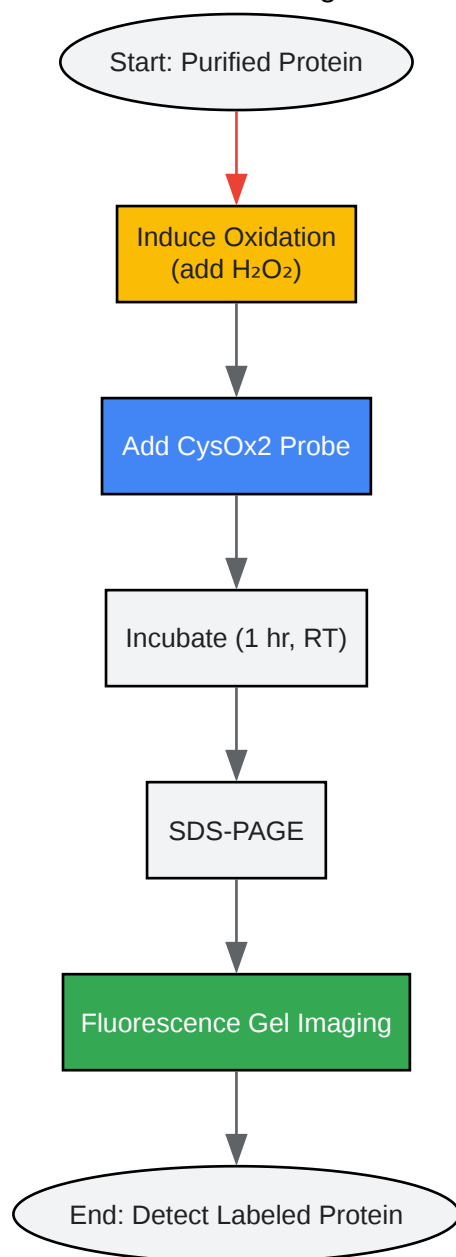 Start: Purified Protein
Induce Oxidation
(add H₂O₂)
Add CysOx2 Probe
Incubate (1 hr, RT)
SDS-PAGE
Fluorescence Gel Imaging
End: Detect Labeled Protein